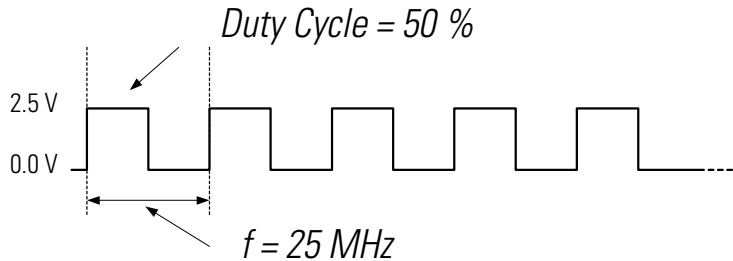 Duty Cycle = 50 %
2.5 V
0.0 V
f = 25 MHz